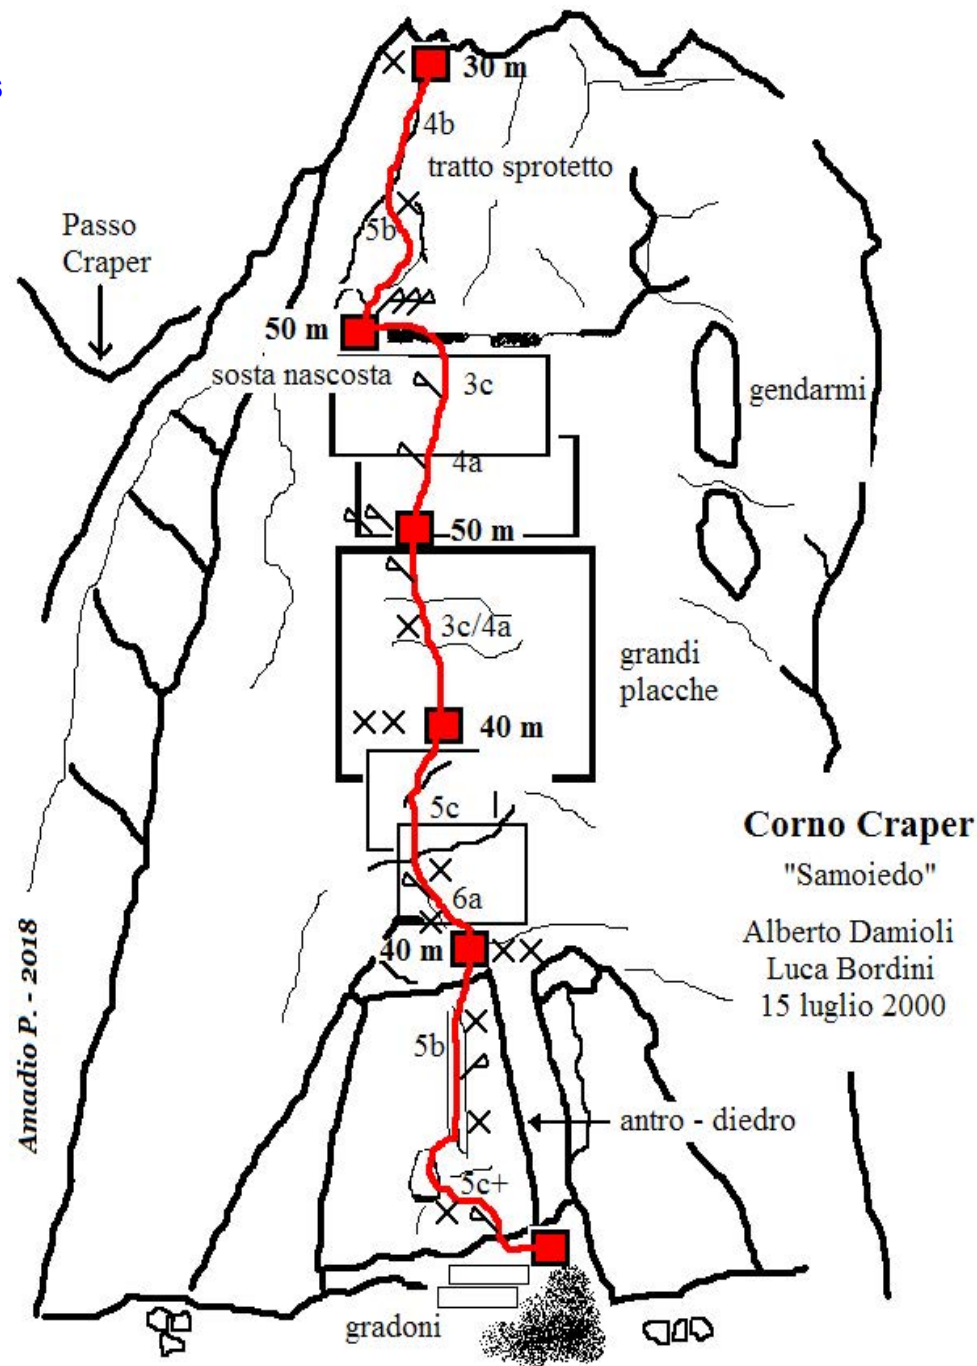 s
30 m
4b
tratto sprotetto
Passo
Craper
5b
50 m
sosta nascosta
3c
gendarmi
4a
50 m
3c/4a
grandi
placche
40 m
5c
Corno Craper
"Samoiedo"
6a
Alberto Damioli
Luca Bordini
15 luglio 2000
40 m
Amadio P. - 2018
5b
antro - diedro
5c+
gradoni